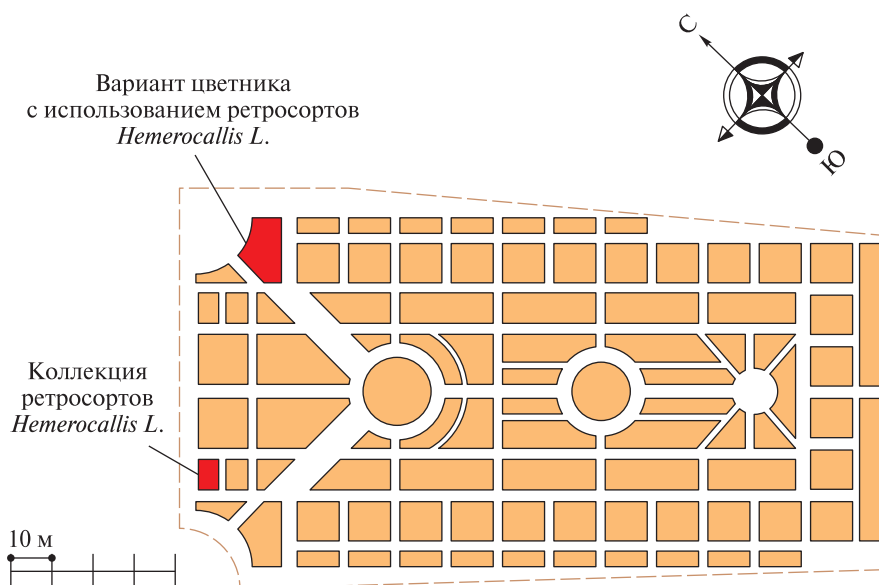 С
Ю
Вариант цветника
с использованием ретросортов
Hemerocallis L.
Коллекция
ретросортов
Hemerocallis L.
10 м